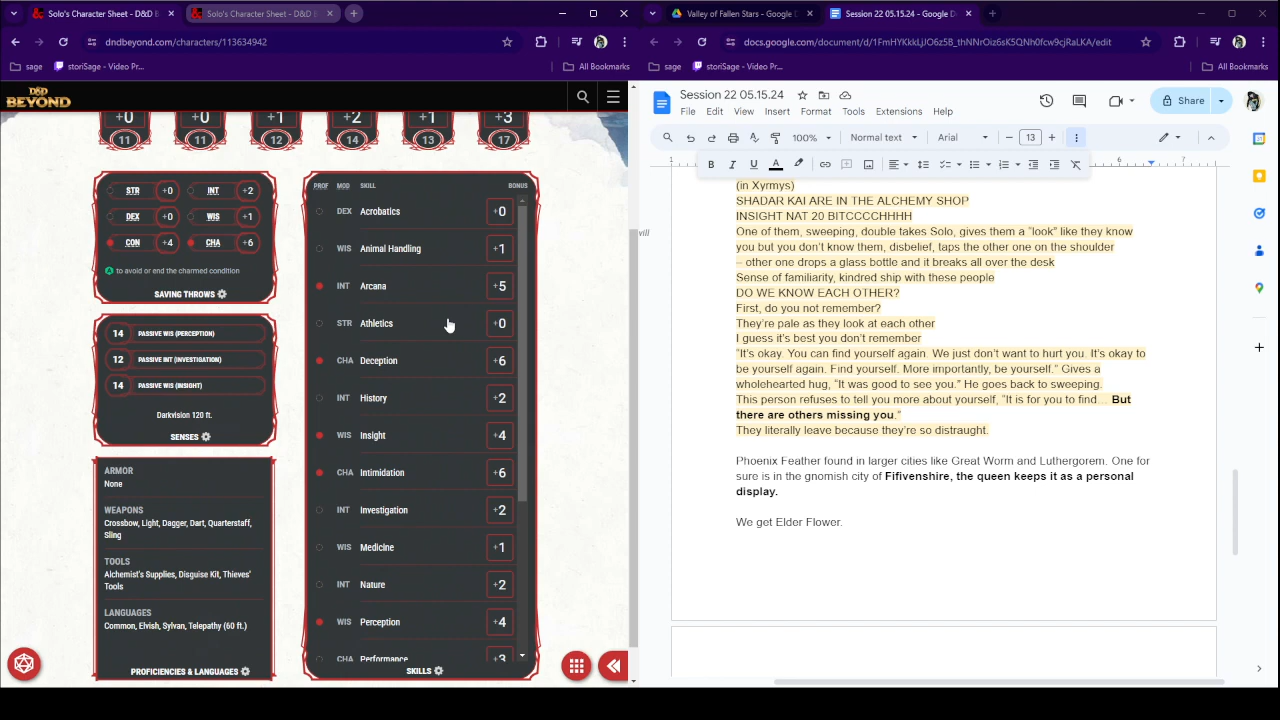 Solo's Character Sheet - D&D B
Solo's Character Sheet - D&D B
dndbeyond.com/characters/113634942
sage
storiSage - Video Pr...
All Bookmarks
D&D
BEYOND
+0
+0
+1
+2
+1
+3
11
11
12
14
13
17
STR +0 INT +2
DEX +0 WIS +1
CON +4 CHA +6
A to avoid or end the charmed condition
SAVING THROWS
14 PASSIVE WIS (PERCEPTION)
12 PASSIVE INT (INVESTIGATION)
14 PASSIVE WIS (INSIGHT)
Darkvision 120 ft.
SENSES
ARMOR
None
WEAPONS
Crossbow, Light, Dagger, Dart, Quarterstaff,
Sling
TOOLS
Alchemist's Supplies, Disguise Kit, Thieves'
Tools
LANGUAGES
Common, Elvish, Sylvan, Telepathy (60 ft.)
PROFICIENCIES & LANGUAGES
PROF MOD SKILL BONUS
DEX Acrobatics +0
WIS Animal Handling +1
INT Arcana +5
STR Athletics +0
CHA Deception +6
INT History +2
WIS Insight +4
CHA Intimidation +6
INT Investigation +2
WIS Medicine +1
INT Nature +2
WIS Perception +4
CHA Performance +3
SKILLS
Valley of Fallen Stars - Google D
Session 22 05.15.24 - Google D
docs.google.com/document/d/1FmHYKkkLjJO6z5B_thNNrOiz6sK5QNh0fcw9cjRaLKA/edit
sage
storiSage - Video Pr...
All Bookmarks
Session 22 05.15.24
File Edit View Insert Format Tools Extensions
Share
100%
Normal text
Arial
13
B I U A
1
6
7
(in Xyrmys)
SHADAR KAI ARE IN THE ALCHEMY SHOP
INSIGHT NAT 20 BITCCCCHHHH
One of them, sweeping, double takes Solo, gives them a "look" like they know
you but you don't know them, disbelief, taps the other one on the shoulder
– other one drops a glass bottle and it breaks all over the desk
Sense of familiarity, kindred ship with these people
DO WE KNOW EACH OTHER?
First, do you not remember?
They're pale as they look at each other
I guess it's best you don't remember
"It's okay. You can find yourself again. We just don't want to hurt you. It's okay to
be yourself again. Find yourself. More importantly, be yourself." Gives a
wholehearted hug, "It was good to see you." He goes back to sweeping.
This person refuses to tell you more about yourself, "It is for you to find... But
there are others missing you."
They literally leave because they're so distraught.
Phoenix Feather found in larger cities like Great Worm and Luthergorem. One for
sure is in the gnomish city of Fifivenshire, the queen keeps it as a personal
display.
We get Elder Flower.